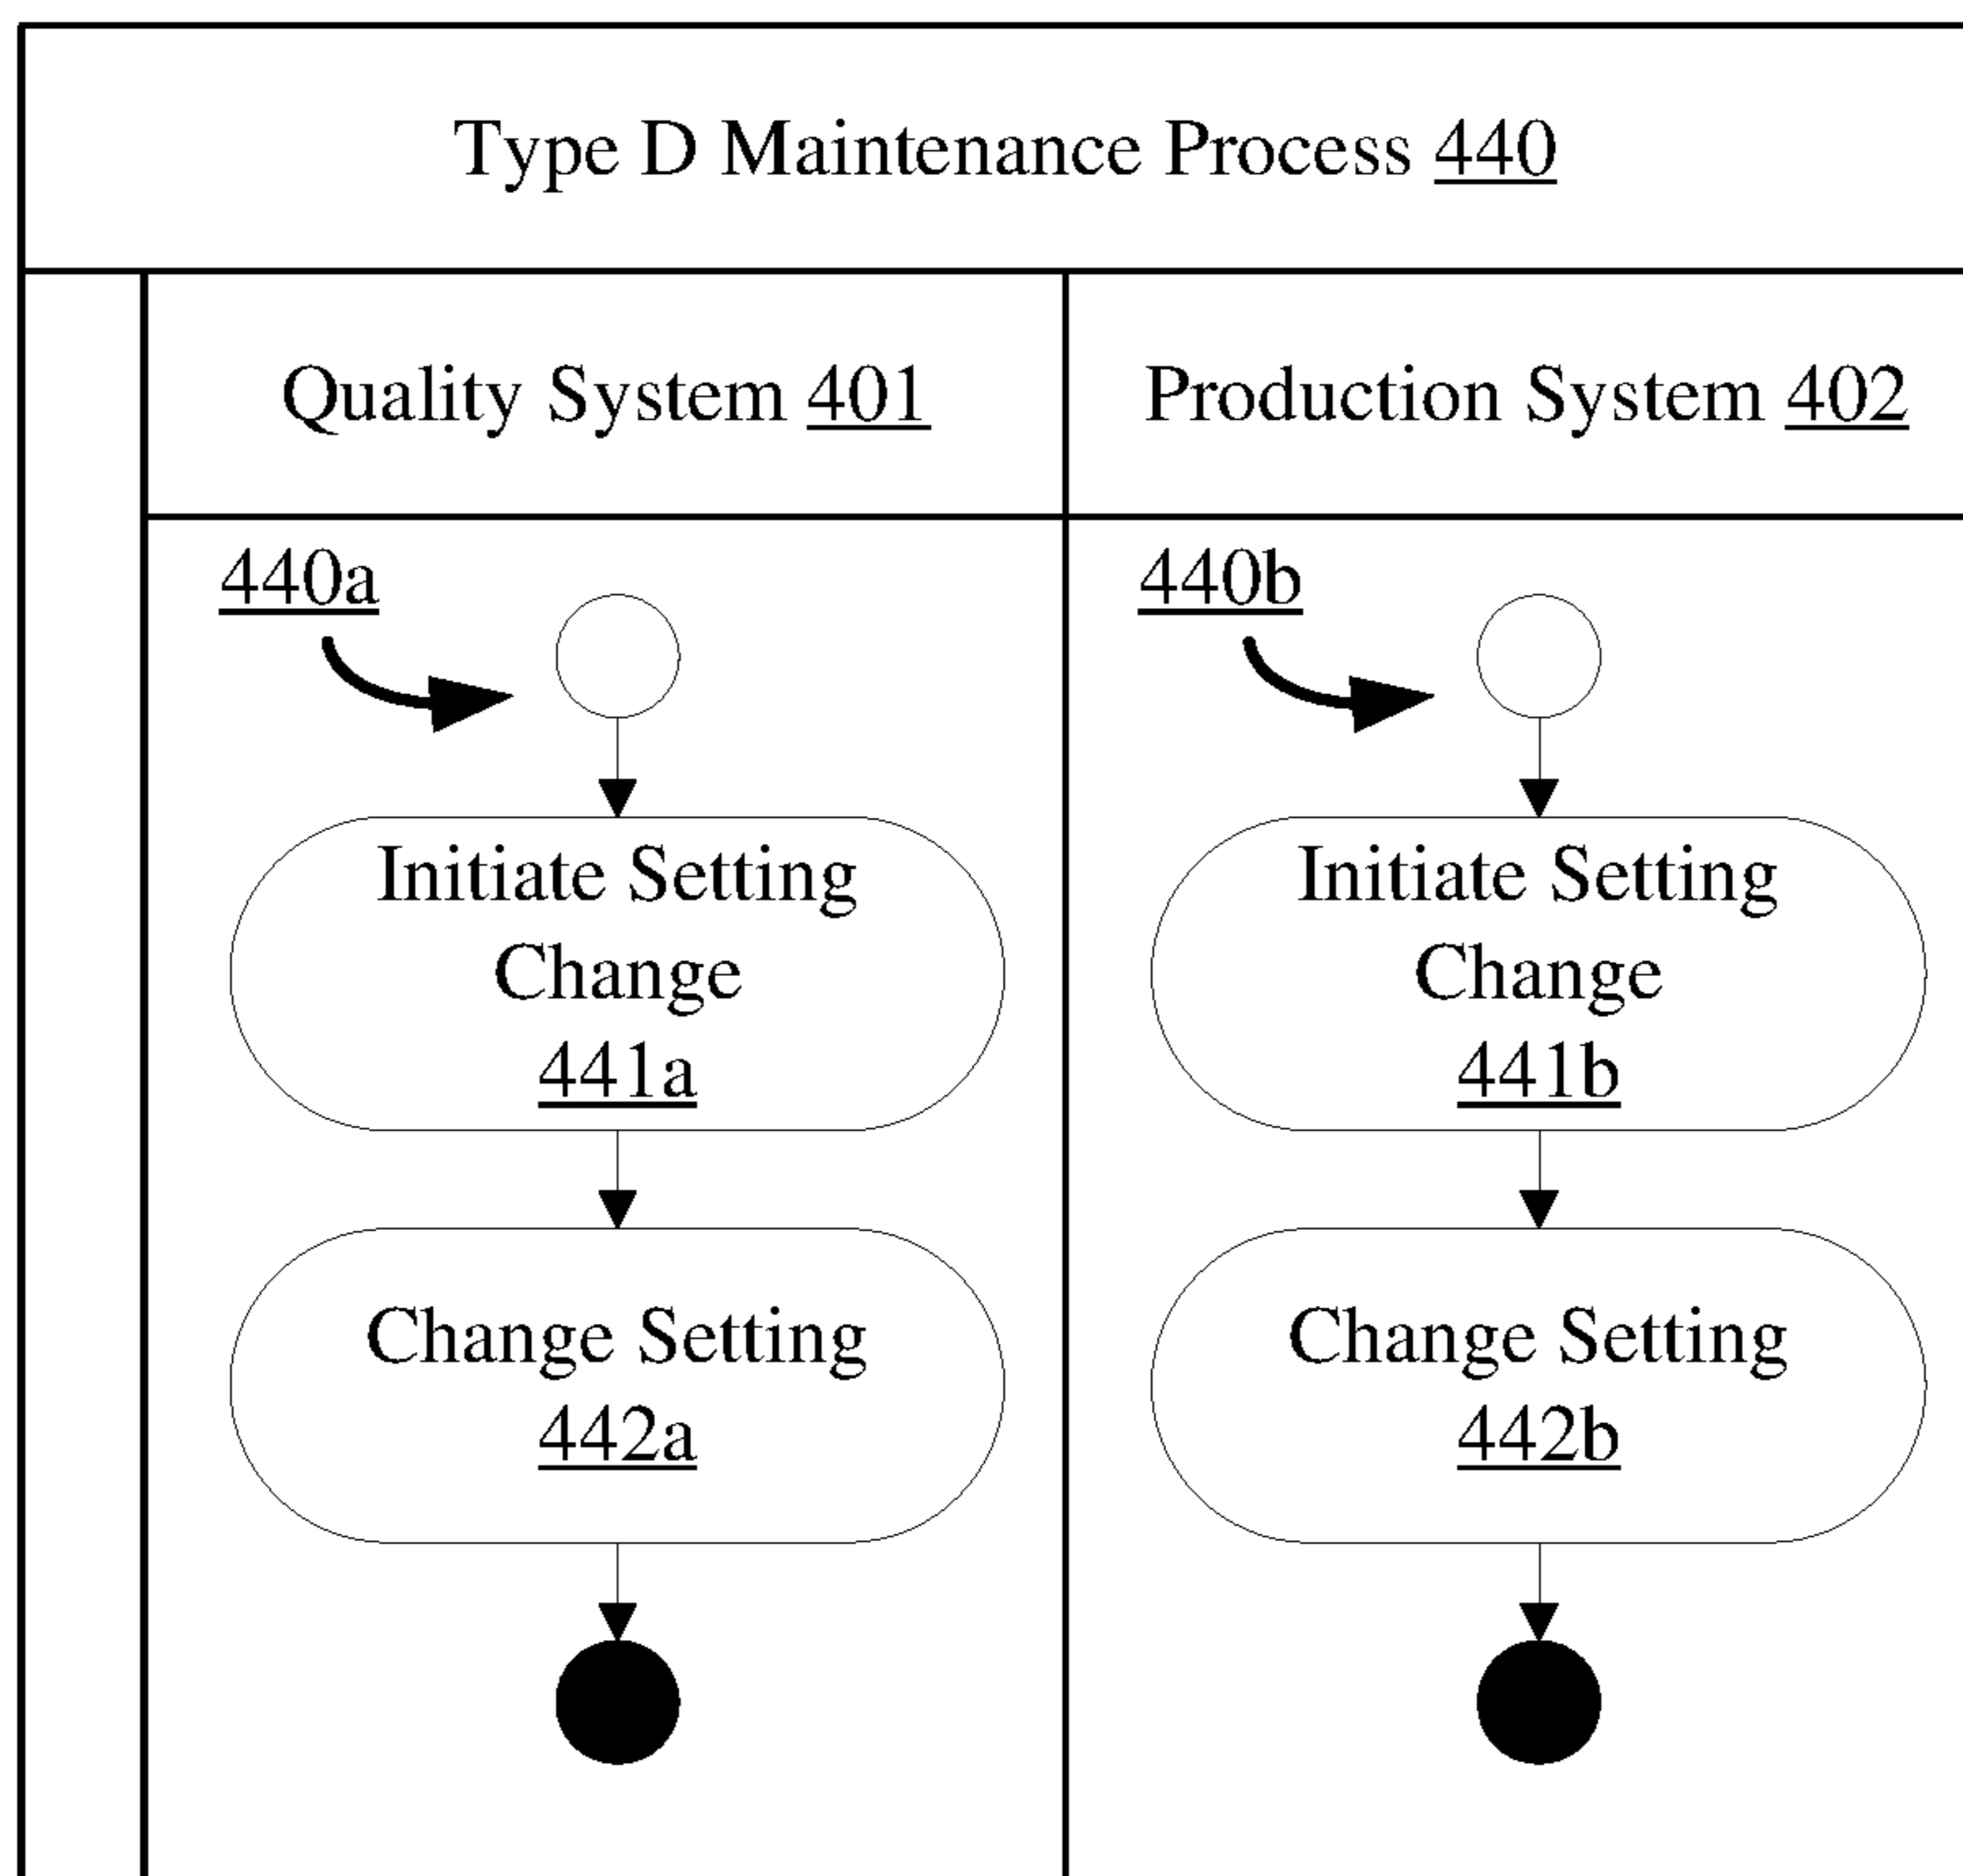 Type D Maintenance Process 440
Quality System 401
Production System 402
440a
Initiate Setting
Change
441a
Change Setting
442a
440b
Initiate Setting
Change
441b
Change Setting
442b